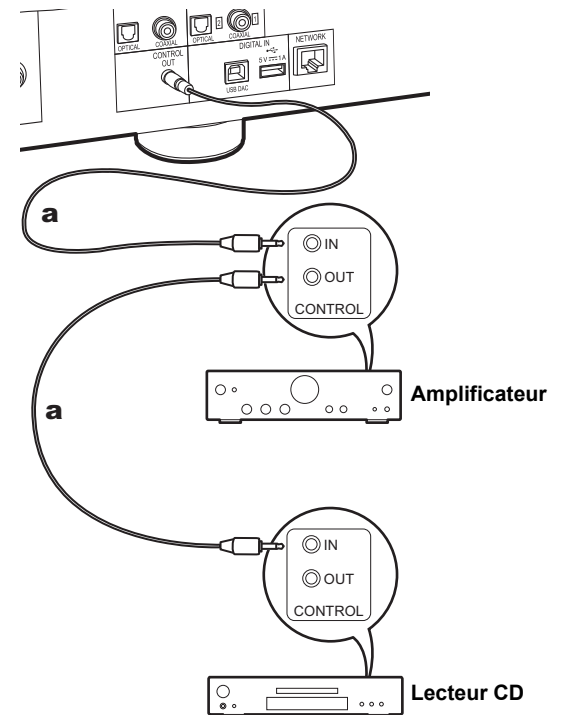 OPTICAL
COAXIAL
OPTICAL
2
COAXIAL
1
DIGITAL IN
NETWORK
CONTROL
OUT
5 V 1 A
USB DAC
a
IN
OUT
CONTROL
Amplificateur
a
IN
OUT
CONTROL
Lecteur CD